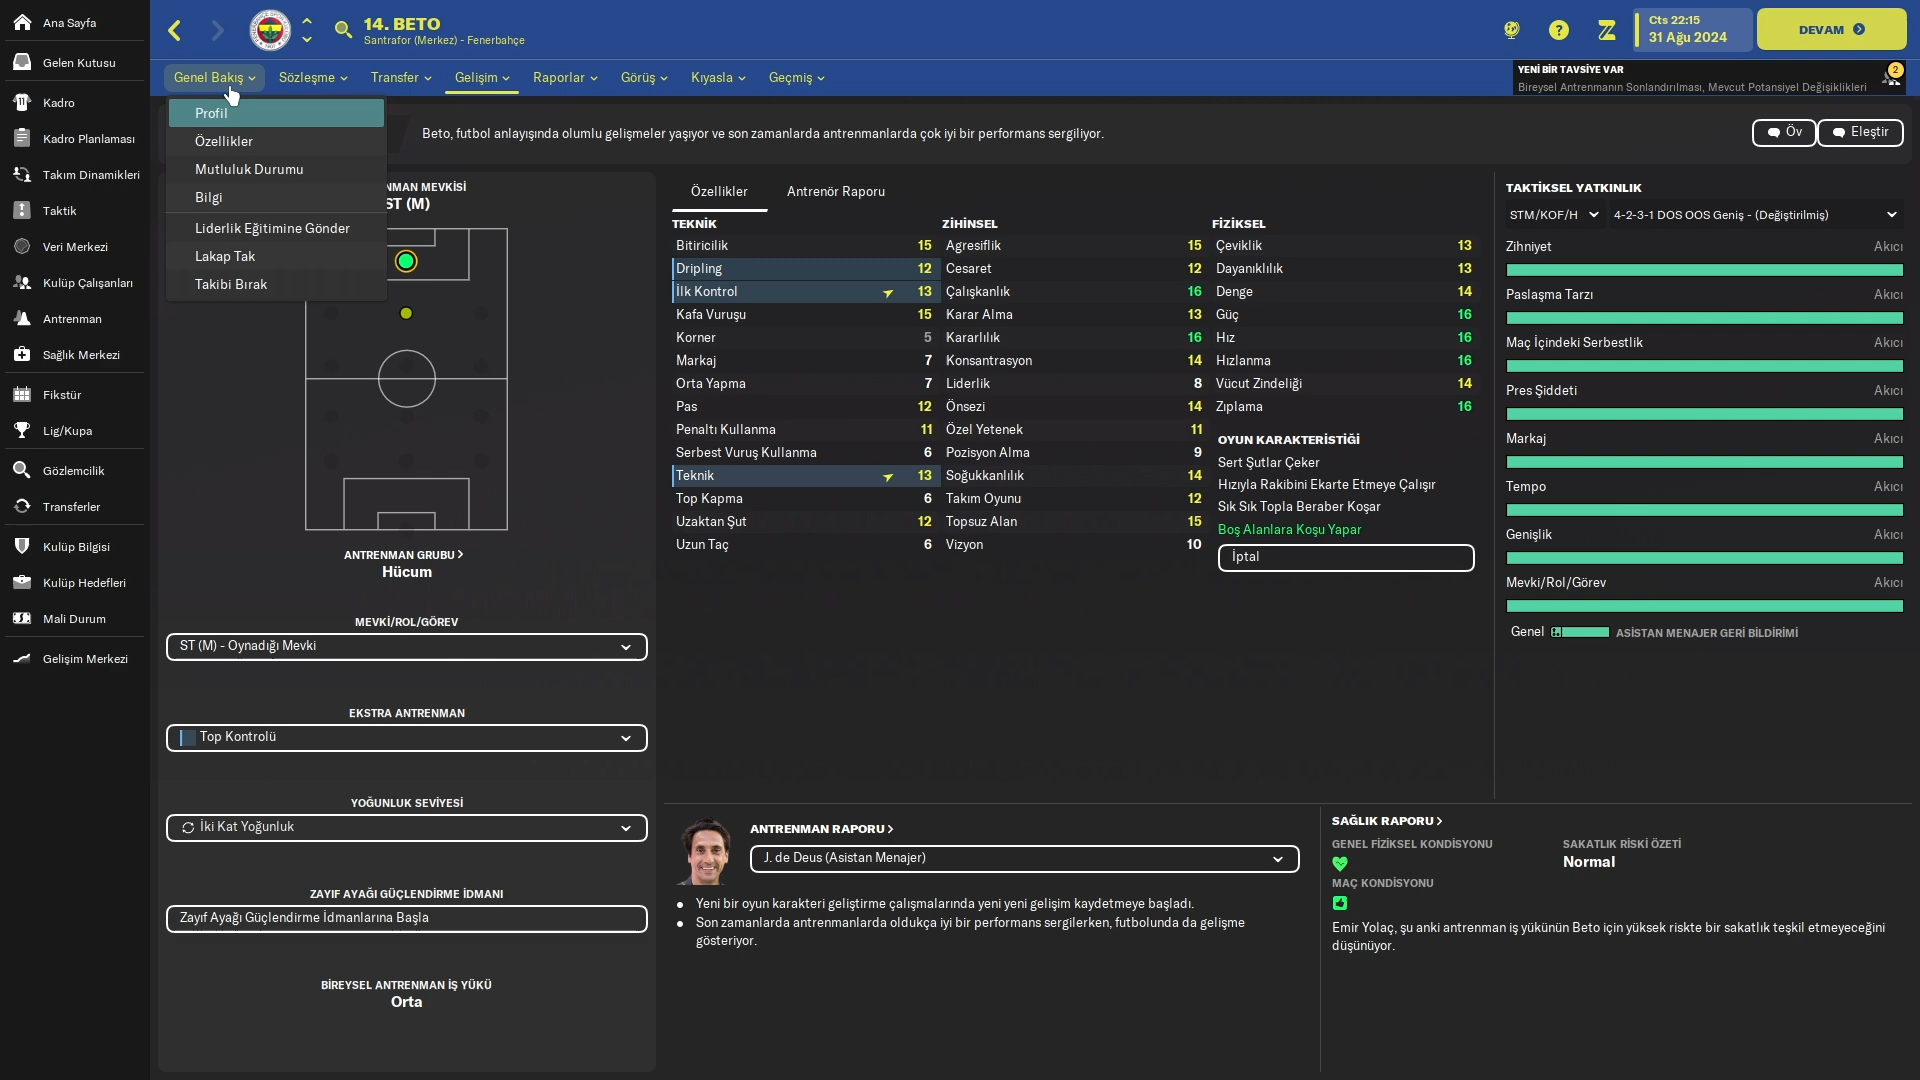 Ana Sayfa
Gelen Kutusu
Kadro
Kadro Planlaması
Takım Dinamikleri
Taktik
Veri Merkezi
Kulüp Çalışanları
Antrenman
Sağlık Merkezi
Fikstür
Lig/Kupa
Gözlemcilik
Transferler
Kulüp Bilgisi
Kulüp Hedefleri
Mali Durum
Gelişim Merkezi
14. BETO
Santrafor (Merkez) - Fenerbahçe
Cts 22:15
31 Ağu 2024
DEVAM
Genel Bakış
Sözleşme
Transfer
Gelişim
Raporlar
Görüş
Kıyasla
Geçmiş
YENİ BİR TAVSİYE VAR
Bireysel Antrenmanın Sonlandırılması, Mevcut Potansiyel Değişiklikleri
2
Profil
Özellikler
Mutluluk Durumu
Bilgi
Liderlik Eğitimine Gönder
Lakap Tak
Takibi Bırak
Beto, futbol anlayışında olumlu gelişmeler yaşıyor ve son zamanlarda antrenmanlarda çok iyi bir performans sergiliyor.
Öv
Eleştir
NMAN MEVKİSİ
ST (M)
ANTRENMAN GRUBU
Hücum
MEVKİ/ROL/GÖREV
ST (M) - Oynadığı Mevki
EKSTRA ANTRENMAN
Top Kontrolü
YOĞUNLUK SEVİYESİ
İki Kat Yoğunluk
ZAYIF AYAĞI GÜÇLENDİRME İDMANI
Zayıf Ayağı Güçlendirme İdmanlarına Başla
BİREYSEL ANTRENMAN İŞ YÜKÜ
Orta
Özellikler
Antrenör Raporu
TEKNİK
Bitiricilik 15
Dripling 12
İlk Kontrol 13
Kafa Vuruşu 15
Korner 5
Markaj 7
Orta Yapma 7
Pas 12
Penaltı Kullanma 11
Serbest Vuruş Kullanma 6
Teknik 13
Top Kapma 6
Uzaktan Şut 12
Uzun Taç 6
ZİHİNSEL
Agresiflik 15
Cesaret 12
Çalışkanlık 16
Karar Alma 13
Kararlılık 16
Konsantrasyon 14
Liderlik 8
Önsezi 14
Özel Yetenek 11
Pozisyon Alma 9
Soğukkanlılık 14
Takım Oyunu 12
Topsuz Alan 15
Vizyon 10
FİZİKSEL
Çeviklik 13
Dayanıklılık 13
Denge 14
Güç 16
Hız 16
Hızlanma 16
Vücut Zindeliği 14
Zıplama 16
OYUN KARAKTERİSTİĞİ
Sert Şutlar Çeker
Hızıyla Rakibini Ekarte Etmeye Çalışır
Sık Sık Topla Beraber Koşar
Boş Alanlara Koşu Yapar
İptal
TAKTİKSEL YATKINLIK
STM/KOF/H
4-2-3-1 DOS OOS Geniş - (Değiştirilmiş)
Zihniyet Akıcı
Paslaşma Tarzı Akıcı
Maç İçindeki Serbestlik Akıcı
Pres Şiddeti Akıcı
Markaj Akıcı
Tempo Akıcı
Genişlik Akıcı
Mevki/Rol/Görev Akıcı
Genel
ASİSTAN MENAJER GERİ BİLDİRİMİ
ANTRENMAN RAPORU
J. de Deus (Asistan Menajer)
Yeni bir oyun karakteri geliştirme çalışmalarında yeni yeni gelişim kaydetmeye başladı.
Son zamanlarda antrenmanlarda oldukça iyi bir performans sergilerken, futbolunda da gelişme
gösteriyor.
SAĞLIK RAPORU
GENEL FİZİKSEL KONDİSYONU
SAKATLIK RİSKİ ÖZETİ
Normal
MAÇ KONDİSYONU
Emir Yolaç, şu anki antrenman iş yükünün Beto için yüksek riskte bir sakatlık teşkil etmeyeceğini
düşünüyor.